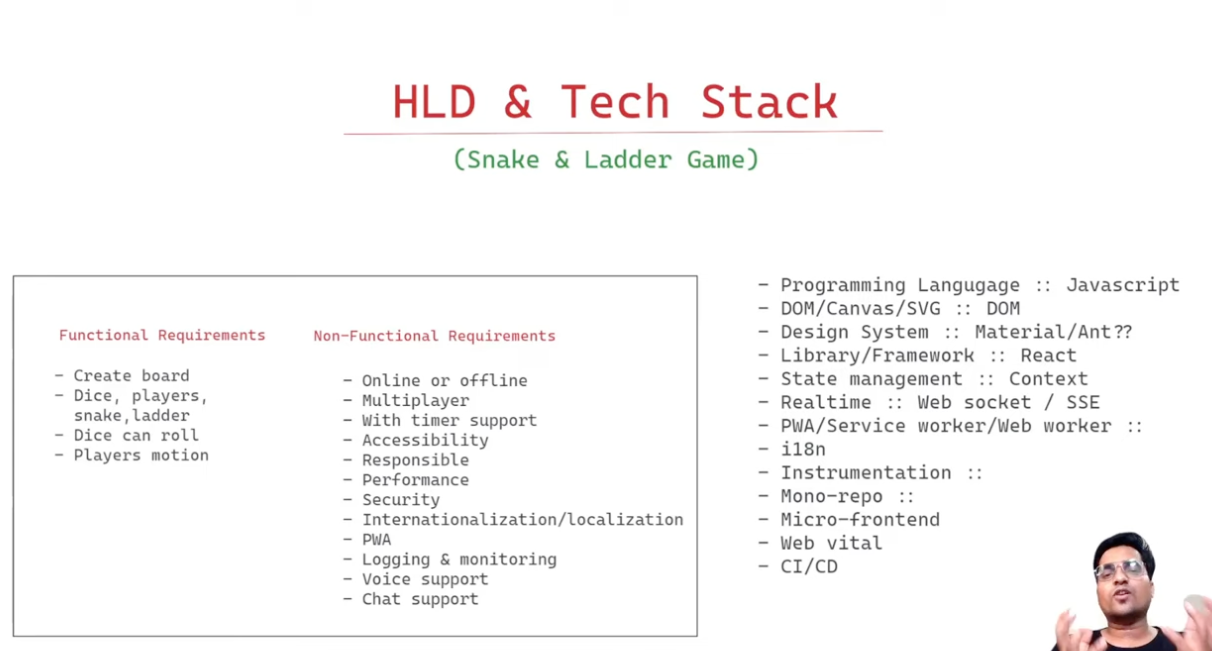 HLD & Tech Stack
(Snake & Ladder Game)
Functional Requirements
- Create board
- Dice, players,
snake,ladder
- Dice can roll
- Players motion
Non-Functional Requirements
- Online or offline
- Multiplayer
- With timer support
- Accessibility
- Responsible
- Performance
- Security
- Internationalization/localization
- PWA
- Logging & monitoring
- Voice support
- Chat support
- Programming Langugage :: Javascript
- DOM/Canvas/SVG :: DOM
- Design System :: Material/Ant??
- Library/Framework :: React
- State management :: Context
- Realtime :: Web socket / SSE
- PWA/Service worker/Web worker ::
- i18n
- Instrumentation ::
- Mono-repo ::
- Micro-frontend
- Web vital
- CI/CD